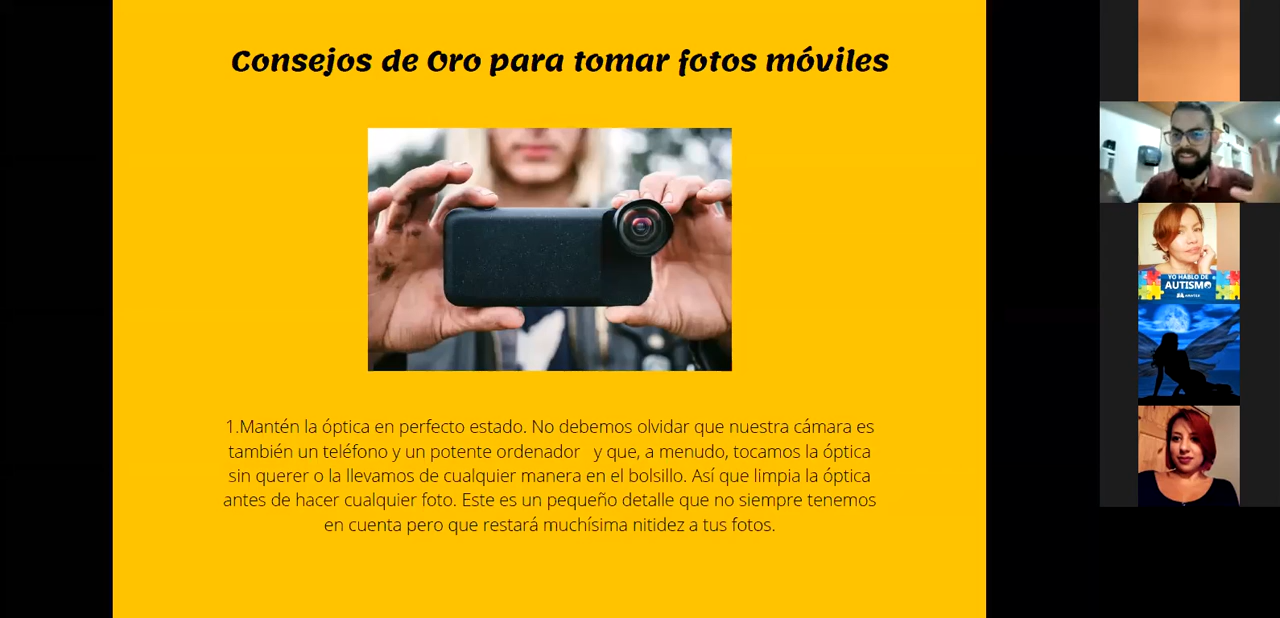 Consejos de Oro para tomar fotos móviles
1.Mantén la óptica en perfecto estado. No debemos olvidar que nuestra cámara es
también un teléfono y un potente ordenador y que, a menudo, tocamos la óptica
sin querer o la llevamos de cualquier manera en el bolsillo. Así que limpia la óptica
antes de hacer cualquier foto. Este es un pequeño detalle que no siempre tenemos
en cuenta pero que restará muchísima nitidez a tus fotos.
YO HABLO DE
AUTISMO